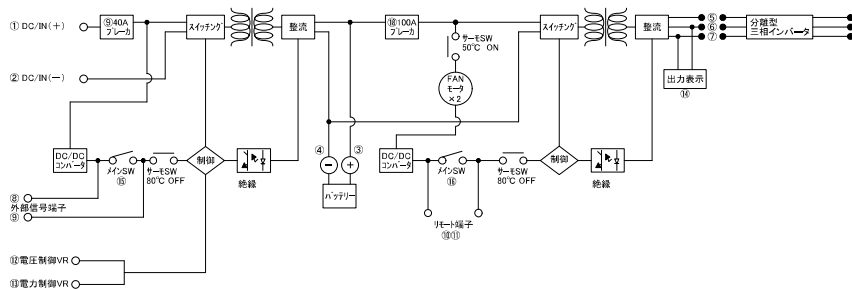 ① DC/IN(+)
⑨40A
ブレーカ
スイッチング
整流
⑱100A
ブレーカ
サーモSW
50℃ ON
スイッチング
整流
⑤
⑥
⑦
分離型
三相インバータ
② DC/IN(-)
FAN
モータ
×2
出力表示
⑭
DC/DC
コンバータ
メインSW
⑮
サーモSW
80℃ OFF
制御
絶縁
④
③
-
+
バッテリー
DC/DC
コンバータ
メインSW
⑯
サーモSW
80℃ OFF
制御
絶縁
⑧
外部信号端子
⑨
リモート端子
⑩⑪
⑫電圧制御VR
⑬電力制御VR